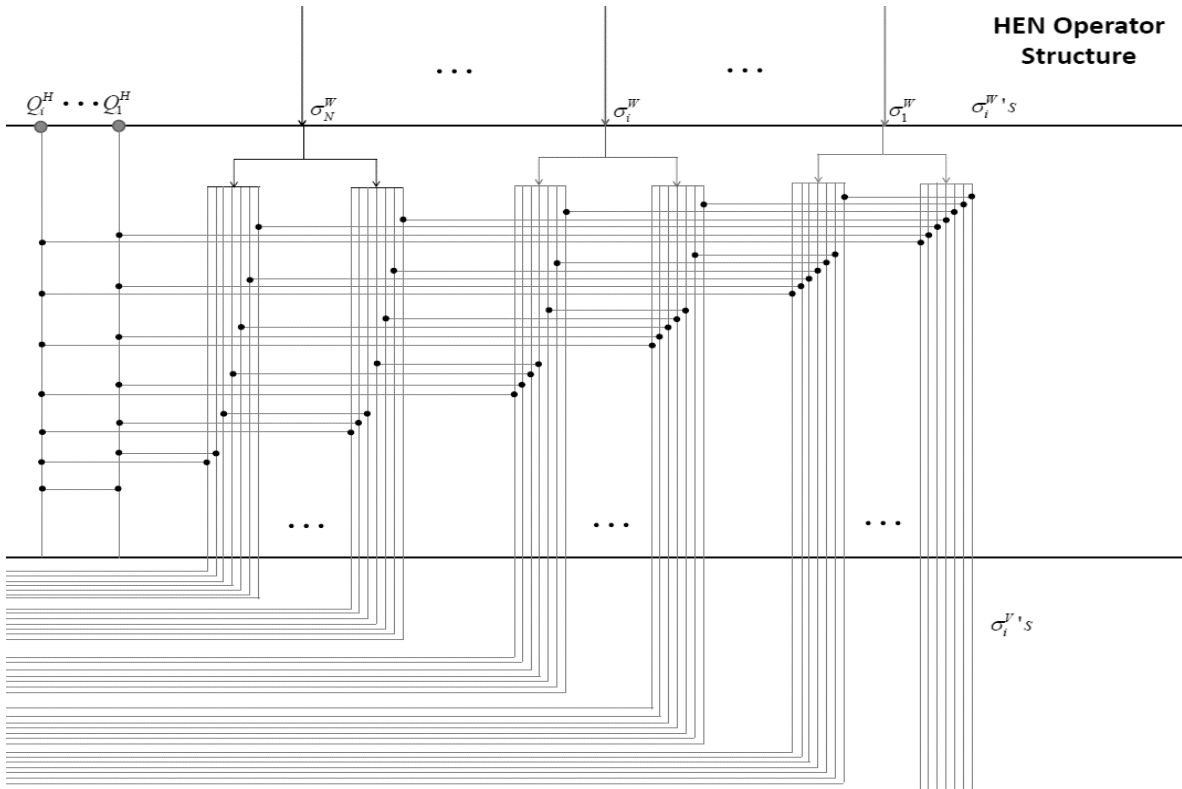 HEN Operator
Structure
Q_i^H ... Q_1^H
σ_N^W
...
σ_i^W
...
σ_1^W
σ_i^W's
...
...
...
σ_i^V's